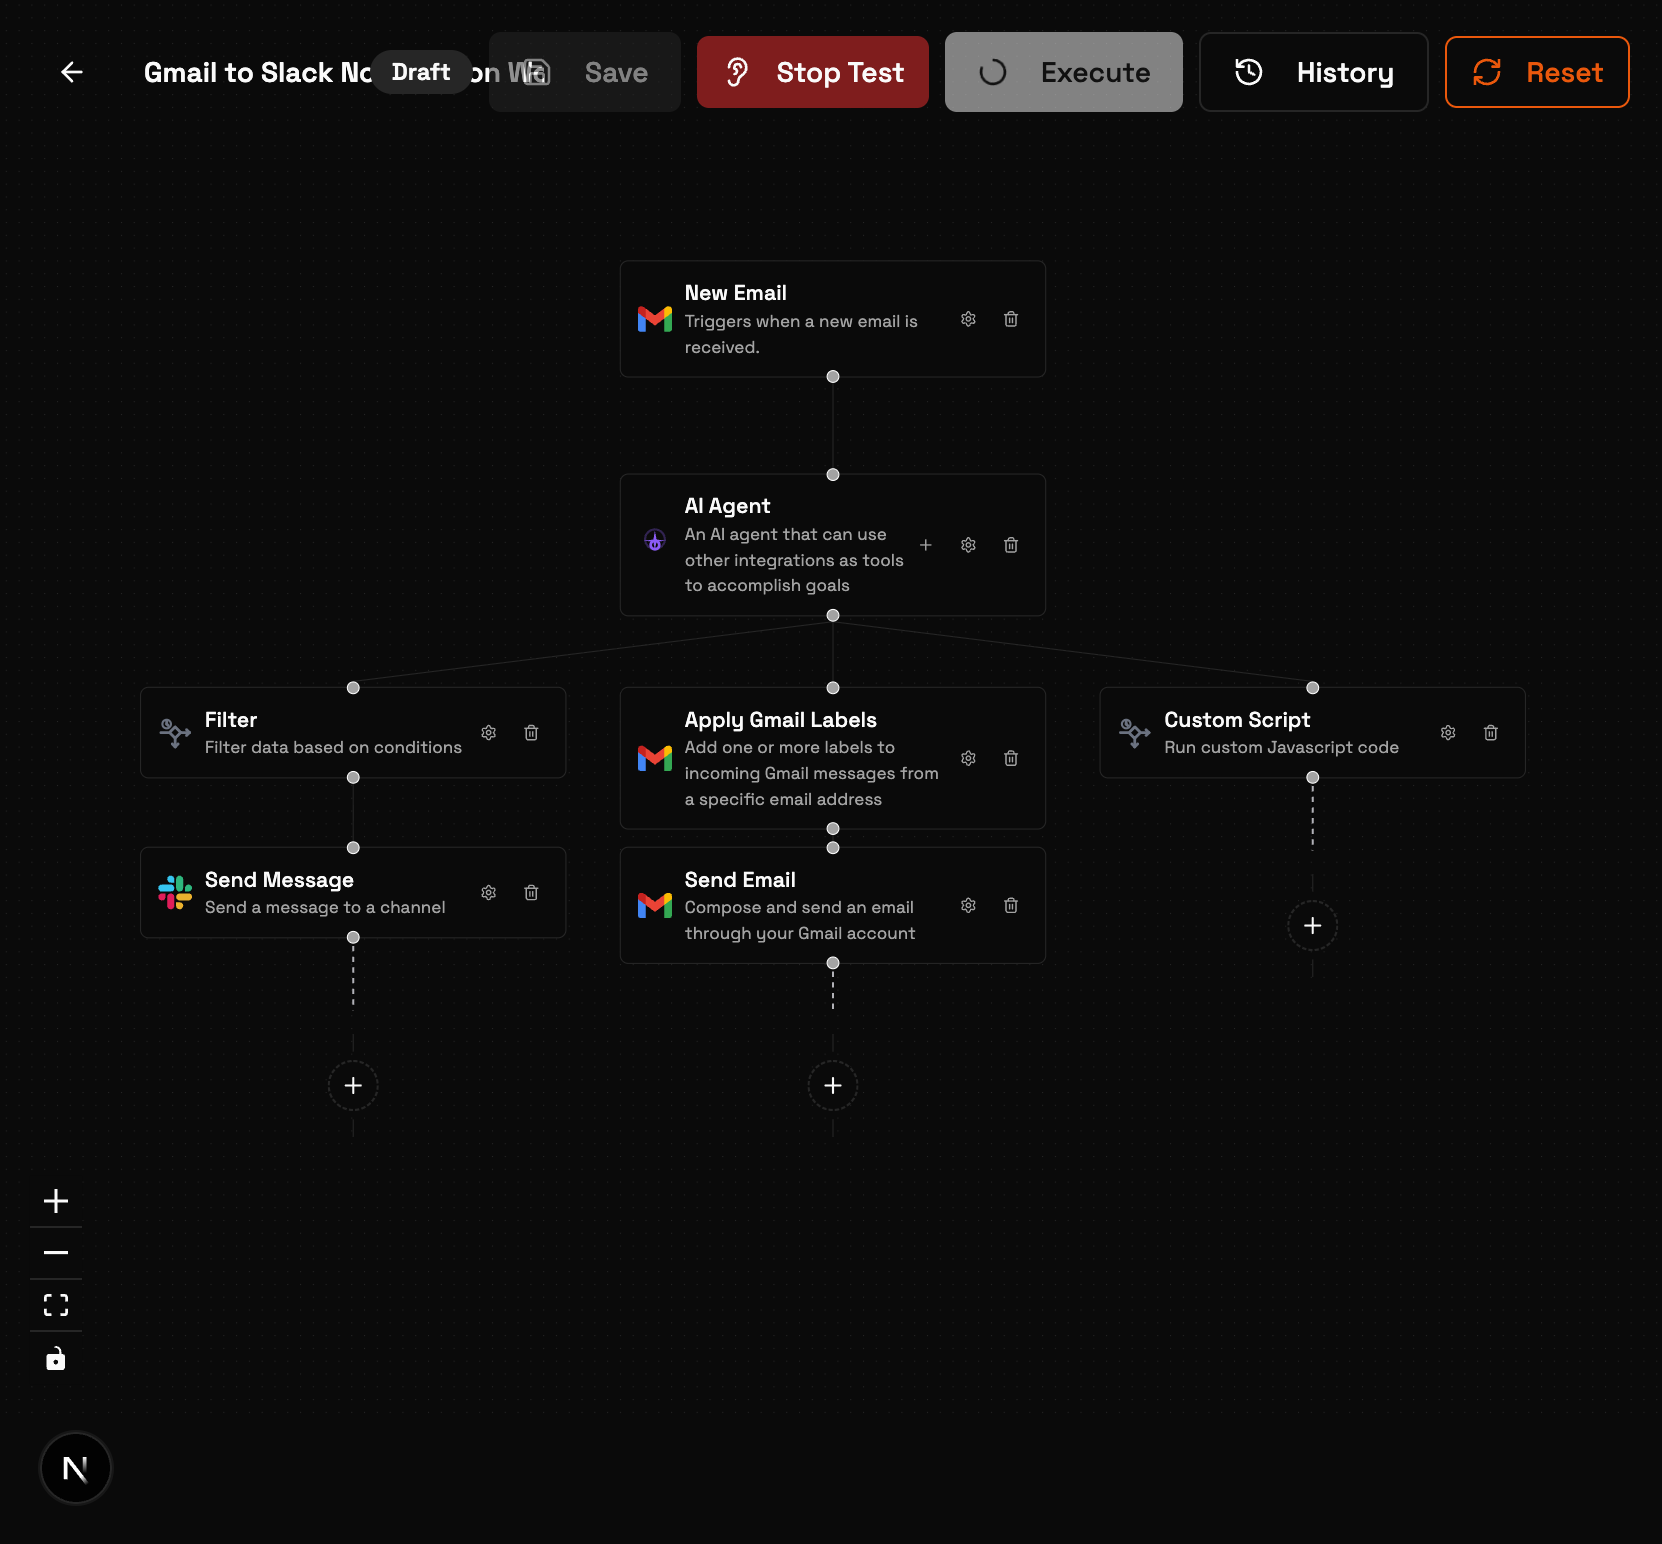 Gmail to Slack
Draft
Save
Stop Test
Execute
History
Reset
New Email
Triggers when a new email is
received.
AI Agent
An AI agent that can use
other integrations as tools
to accomplish goals
Filter
Filter data based on conditions
Apply Gmail Labels
Add one or more labels to
incoming Gmail messages from
a specific email address
Custom Script
Run custom Javascript code
Send Message
Send a message to a channel
Send Email
Compose and send an email
through your Gmail account